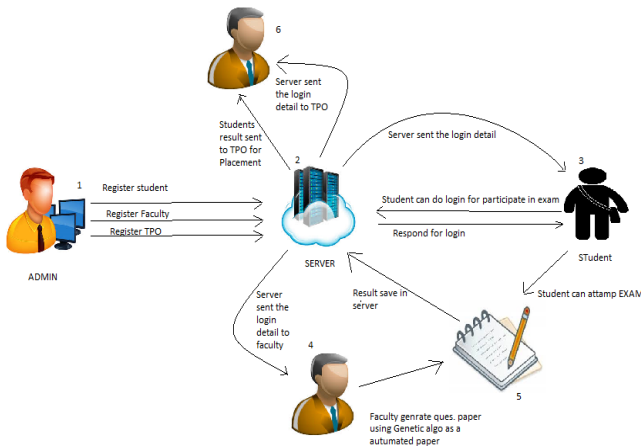 6
Server sent
the login
detail to TPO
Students
result sent
to TPO for
Placement
Server sent the login detail
1
2
3
Register student
Register Faculty
Register TPO
Student can do login for participate in exam
Respond for login
ADMIN
SERVER
STudent
Server
sent the
login
detail to
faculty
Result save in
server
Student can attamp EXAM
4
5
Faculty genrate ques. paper
using Genetic algo as a
autumated paper